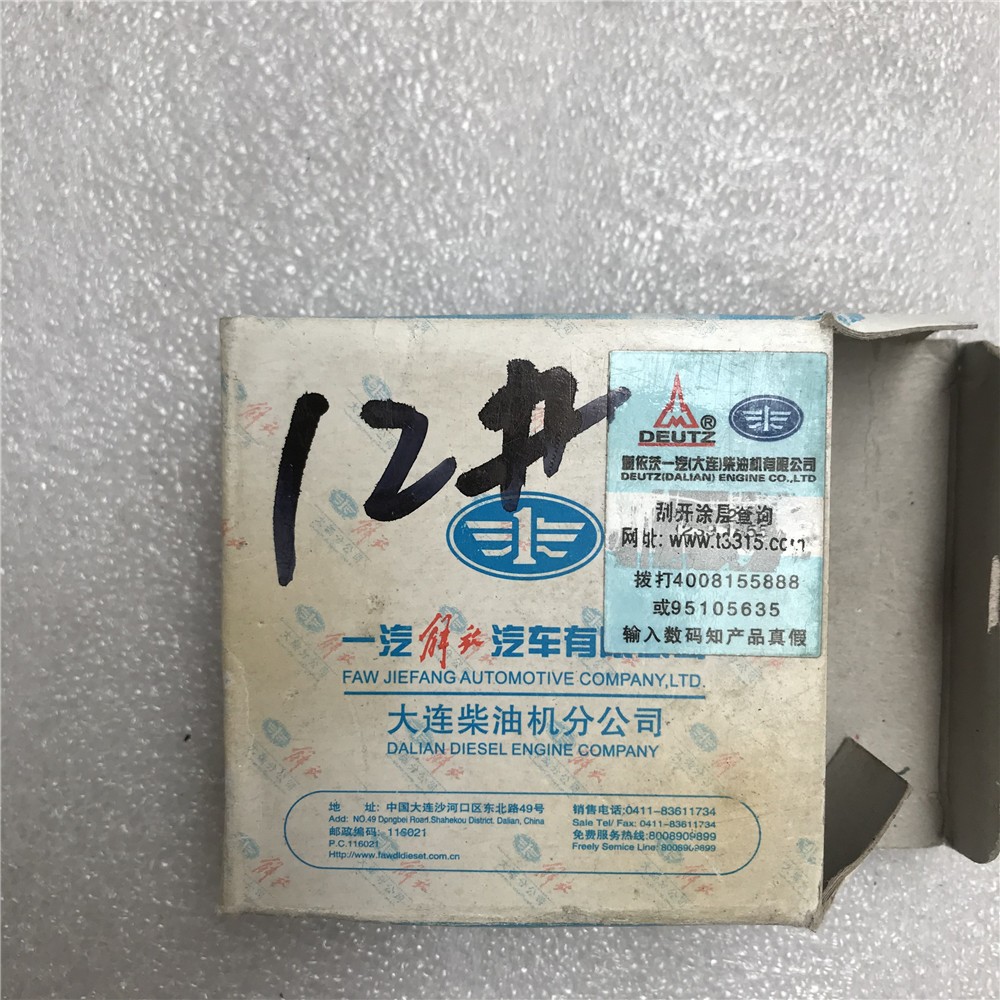 12#
DEUTZ®
道依茨一汽(大连)柴油机有限公司
DEUTZ(DALIAN) ENGINE CO.,LTD
刮开涂层查询
网址: www.t3315.com
拨打4008155888
或95105635
输入数码知产品真假
1
一汽解放汽车有
FAW JIEFANG AUTOMOTIVE COMPANY,LTD.
大连柴油机分公司
DALIAN DIESEL ENGINE COMPANY
地 址: 中国大连沙河口区东北路49号
Add: NO.49 Dongbei Roarl.Shahekou District. Dalian, China
邮政编码: 116021
P.C.116021
Http://www.fawdldieset.com.cn
销售电话:0411-83611734
Sale Tel/ Fax: 0411-83611734
免费服务热线:8008909899
Freely Semice Line: 8008909899